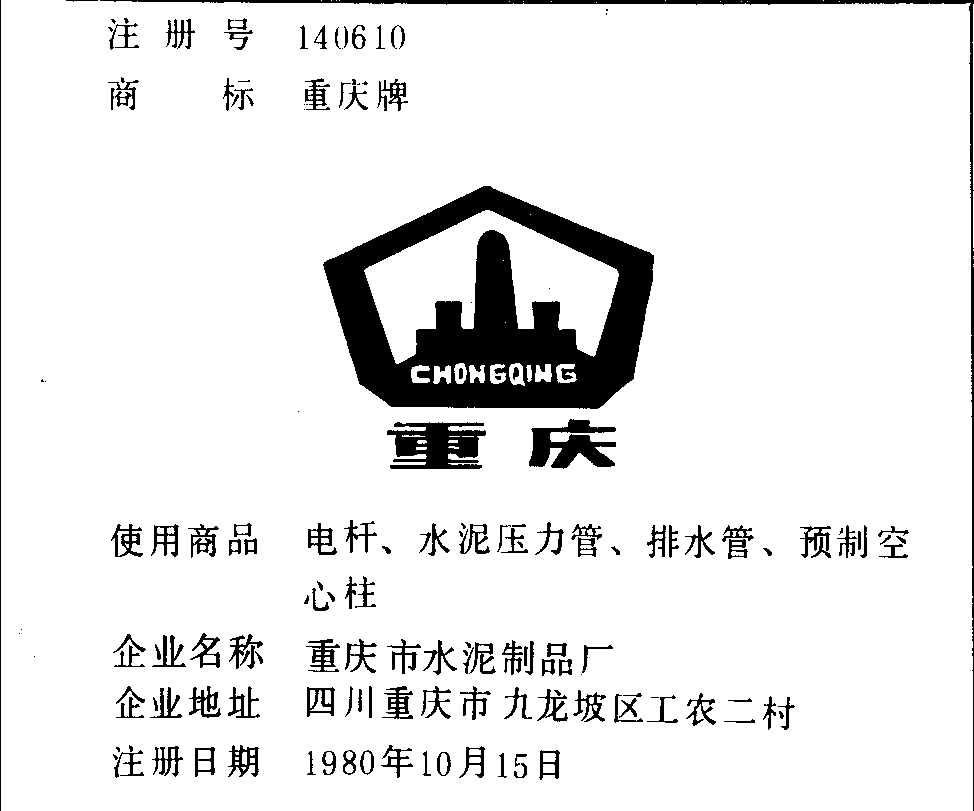 注册号 140610
商标 重庆牌
CHONGQING
重庆
使用商品 电杆、水泥压力管、排水管、预制空
心柱
企业名称 重庆市水泥制品厂
企业地址 四川重庆市九龙坡区工农二村
注册日期 1980年10月15日